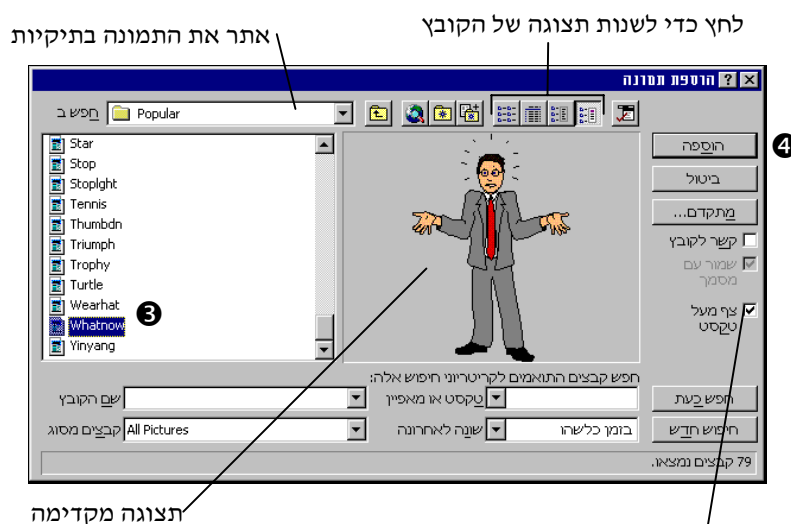 לחץ כדי לשנות תצוגה של הקובץ
אתר את התמונה בתיקיות
הוספת תמונה
חפש ב
Popular
Star
Stop
Stoplght
Tennis
Thumbdn
Triumph
Trophy
Turtle
Wearhat
Whatnow
Yinyang
❸
הוספה
❹
ביטול
מתקדם...
קשר לקובץ
שמור עם
מסמך
צף מעל
טקסט
חפש קבצים התואמים לקריטריוני חיפוש אלה:
שם הקובץ
טקסט או מאפיין
חפש כעת
קבצים מסוג
All Pictures
שונה לאחרונה
בזמן כלשהו
חיפוש חדש
79 קבצים נמצאו.
תצוגה מקדימה